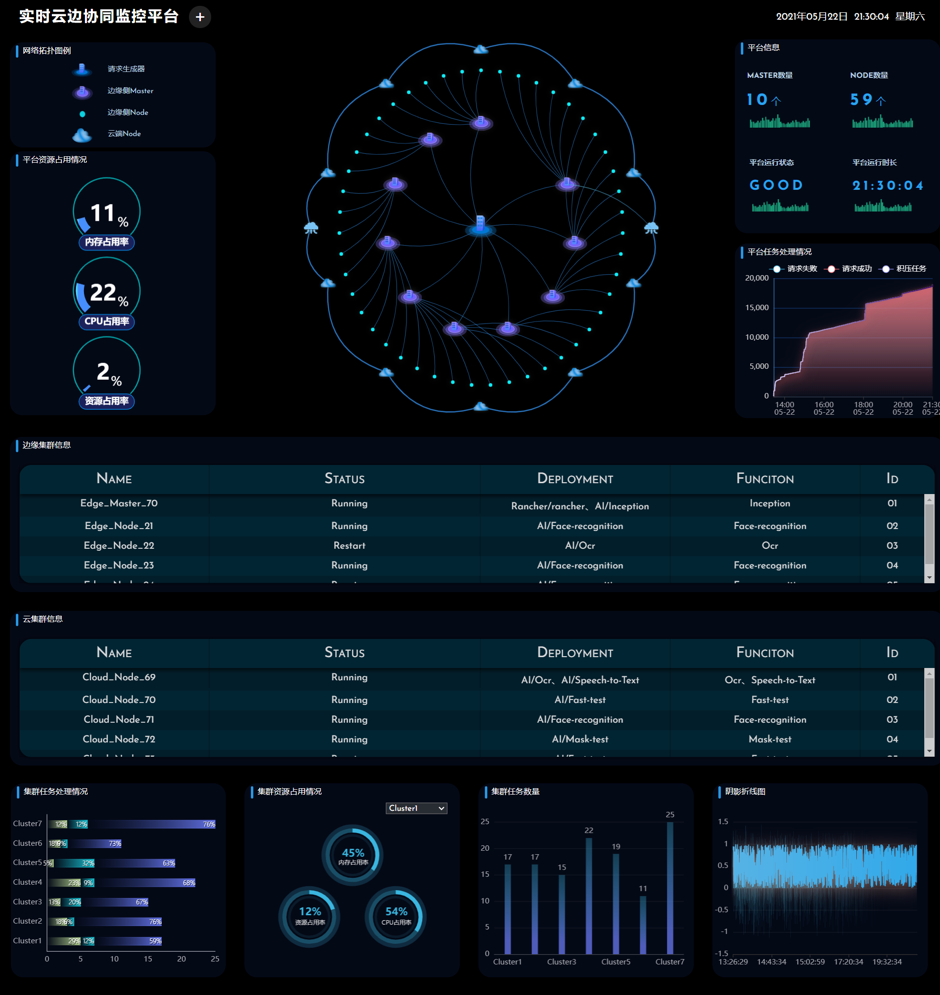 实时云边协同监控平台 +
2021年05月22日 21:30:04 星期六
网络拓扑图例
请求生成器
边缘侧Master
边缘侧Node
云端Node
平台资源占用情况
11%
内存占用率
22%
CPU占用率
2%
资源占用率
平台信息
MASTER数量 NODE数量
10个 59个
平台运行状态 平台运行时长
GOOD 21:30:04
平台任务处理情况
请求失败 请求成功 积压任务
20,000
15,000
10,000
5,000
0
14:00 16:00 18:00 20:00 21:30
05-22 05-22 05-22 05-22 05-22
边缘集群信息
Name Status Deployment Funciton Id
Edge_Master_70 Running Rancher/rancher、AI/Inception Inception 01
Edge_Node_21 Running AI/Face-recognition Face-recognition 02
Edge_Node_22 Restart AI/Ocr Ocr 03
Edge_Node_23 Running AI/Face-recognition Face-recognition 04
云集群信息
Name Status Deployment Funciton Id
Cloud_Node_69 Running AI/Ocr、AI/Speech-to-Text Ocr、Speech-to-Text 01
Cloud_Node_70 Running AI/Fast-test Fast-test 02
Cloud_Node_71 Running AI/Face-recognition Face-recognition 03
Cloud_Node_72 Running AI/Mask-test Mask-test 04
集群任务处理情况
Cluster7 12% 12% 76%
Cluster6 18% 9% 73%
Cluster5 5% 32% 63%
Cluster4 23% 9% 68%
Cluster3 13% 20% 67%
Cluster2 18% 6% 76%
Cluster1 29% 12% 59%
0 5 10 15 20 25
集群资源占用情况
Cluster1
45%
内存占用率
12%
资源占用率
54%
CPU占用率
集群任务数量
25
20
15
10
5
0
17 17 15 22 19 11 25
Cluster1 Cluster3 Cluster5 Cluster7
阴影折线图
1.5
1
0.5
0
-0.5
-1
-1.5
13:26:29 14:43:34 15:02:59 17:20:34 19:32:34